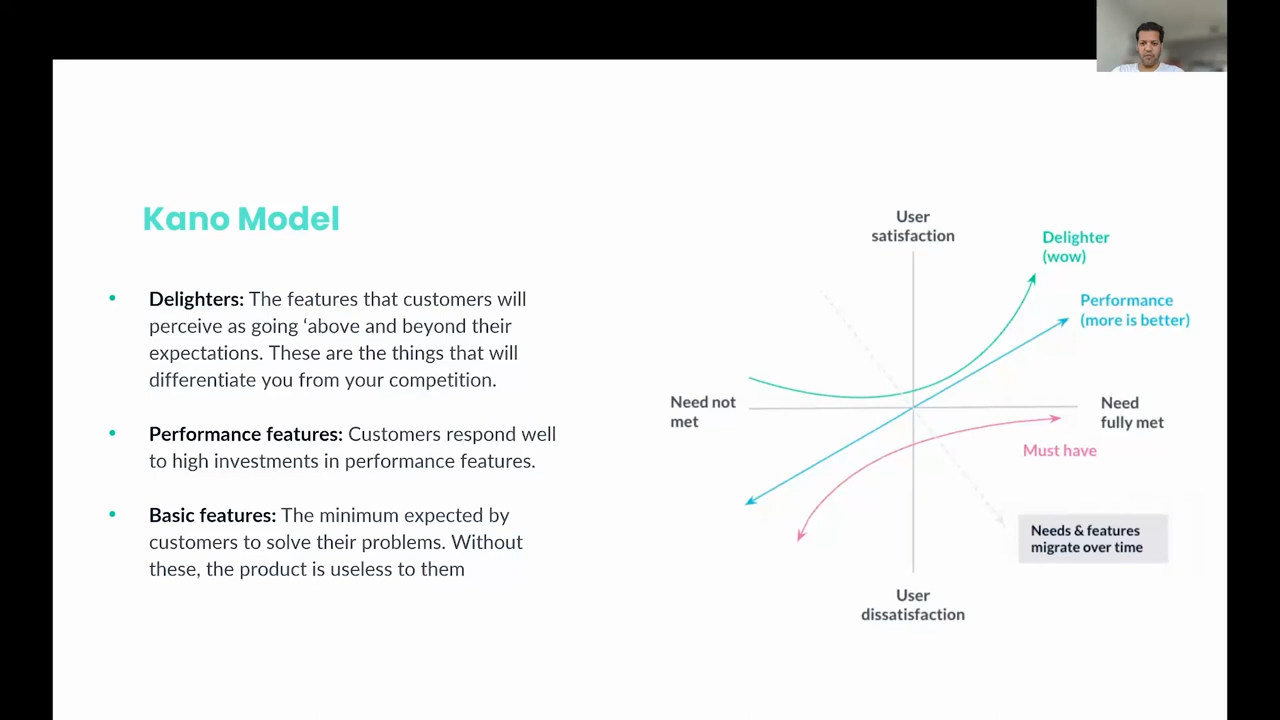 Kano Model
• Delighters: The features that customers will
perceive as going ‘above and beyond their
expectations. These are the things that will
differentiate you from your competition.
• Performance features: Customers respond well
to high investments in performance features.
• Basic features: The minimum expected by
customers to solve their problems. Without
these, the product is useless to them
User
satisfaction
Delighter
(wow)
Performance
(more is better)
Need not
met
Need
fully met
Must have
Needs & features
migrate over time
User
dissatisfaction